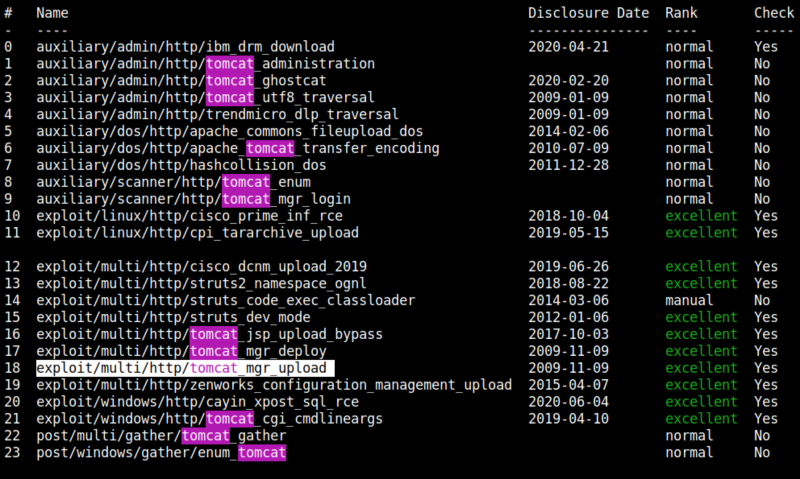 # Name Disclosure Date Rank Check
- ---- --------------- ---- -----
0 auxiliary/admin/http/ibm_drm_download 2020-04-21 normal Yes
1 auxiliary/admin/http/tomcat_administration normal No
2 auxiliary/admin/http/tomcat_ghostcat 2020-02-20 normal No
3 auxiliary/admin/http/tomcat_utf8_traversal 2009-01-09 normal No
4 auxiliary/admin/http/trendmicro_dlp_traversal 2009-01-09 normal No
5 auxiliary/dos/http/apache_commons_fileupload_dos 2014-02-06 normal No
6 auxiliary/dos/http/apache_tomcat_transfer_encoding 2010-07-09 normal No
7 auxiliary/dos/http/hashcollision_dos 2011-12-28 normal No
8 auxiliary/scanner/http/tomcat_enum normal No
9 auxiliary/scanner/http/tomcat_mgr_login normal No
10 exploit/linux/http/cisco_prime_inf_rce 2018-10-04 excellent Yes
11 exploit/linux/http/cpi_tararchive_upload 2019-05-15 excellent Yes
12 exploit/multi/http/cisco_dcnm_upload_2019 2019-06-26 excellent Yes
13 exploit/multi/http/struts2_namespace_ognl 2018-08-22 excellent Yes
14 exploit/multi/http/struts_code_exec_classloader 2014-03-06 manual No
15 exploit/multi/http/struts_dev_mode 2012-01-06 excellent Yes
16 exploit/multi/http/tomcat_jsp_upload_bypass 2017-10-03 excellent Yes
17 exploit/multi/http/tomcat_mgr_deploy 2009-11-09 excellent Yes
18 exploit/multi/http/tomcat_mgr_upload 2009-11-09 excellent Yes
19 exploit/multi/http/zenworks_configuration_management_upload 2015-04-07 excellent Yes
20 exploit/windows/http/cayin_xpost_sql_rce 2020-06-04 excellent Yes
21 exploit/windows/http/tomcat_cgi_cmdlineargs 2019-04-10 excellent Yes
22 post/multi/gather/tomcat_gather normal No
23 post/windows/gather/enum_tomcat normal No